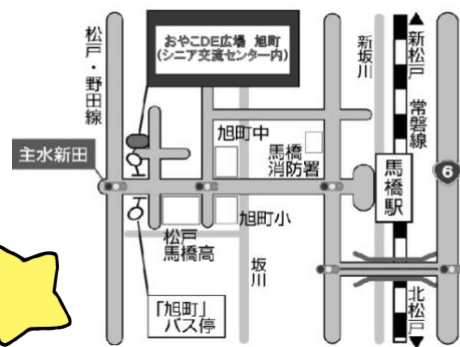 おやこDE広場 旭町
(シニア交流センター内)
松戸・野田線
新坂川
▲新松戸
常磐線
主水新田
旭町中
馬橋
消防署
馬橋駅
6
旭町小
松戸
馬橋高
坂川
「旭町」
バス停
北松戸▼